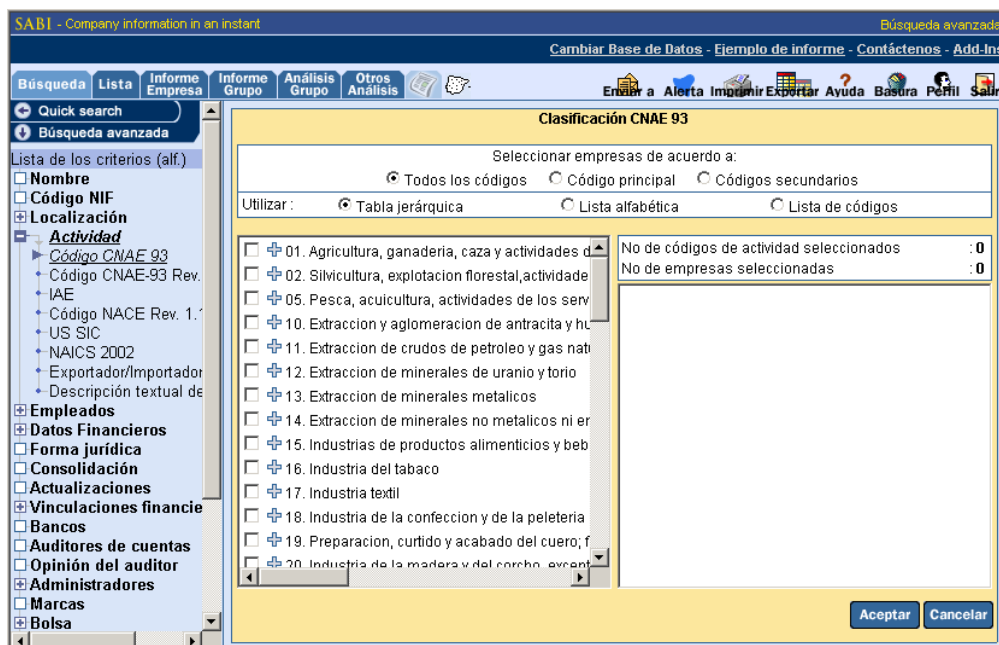 SABI - Company information in an instant
Búsqueda avanzada
Cambiar Base de Datos - Ejemplo de informe - Contáctenos - Add-Ins
Búsqueda
Lista
Informe Empresa
Informe Grupo
Análisis Grupo
Otros Análisis
Enviar a
Alerta
Imprimir
Exportar
Ayuda
Basura
Perfil
Salir
Quick search
Búsqueda avanzada
Lista de los criterios (alf.)
Nombre
Código NIF
Localización
Actividad
Código CNAE 93
Código CNAE-93 Rev.
IAE
Código NACE Rev. 1.1
US SIC
NAICS 2002
Exportador/Importador
Descripción textual de
Empleados
Datos Financieros
Forma jurídica
Consolidación
Actualizaciones
Vinculaciones financie
Bancos
Auditores de cuentas
Opinión del auditor
Administradores
Marcas
Bolsa
Clasificación CNAE 93
Seleccionar empresas de acuerdo a:
Todos los códigos
Código principal
Códigos secundarios
Utilizar :
Tabla jerárquica
Lista alfabética
Lista de códigos
01. Agricultura, ganaderia, caza y actividades d
02. Silvicultura, explotacion florestal,actividade
05. Pesca, acuicultura, actividades de los serv
10. Extraccion y aglomeracion de antracita y hu
11. Extraccion de crudos de petroleo y gas natu
12. Extraccion de minerales de uranio y torio
13. Extraccion de minerales metalicos
14. Extraccion de minerales no metalicos ni en
15. Industrias de productos alimenticios y beb
16. Industria del tabaco
17. Industria textil
18. Industria de la confeccion y de la peleteria
19. Preparacion, curtido y acabado del cuero; f
20. Industria de la madera y del corcho, except
No de códigos de actividad seleccionados : 0
No de empresas seleccionadas : 0
Aceptar
Cancelar